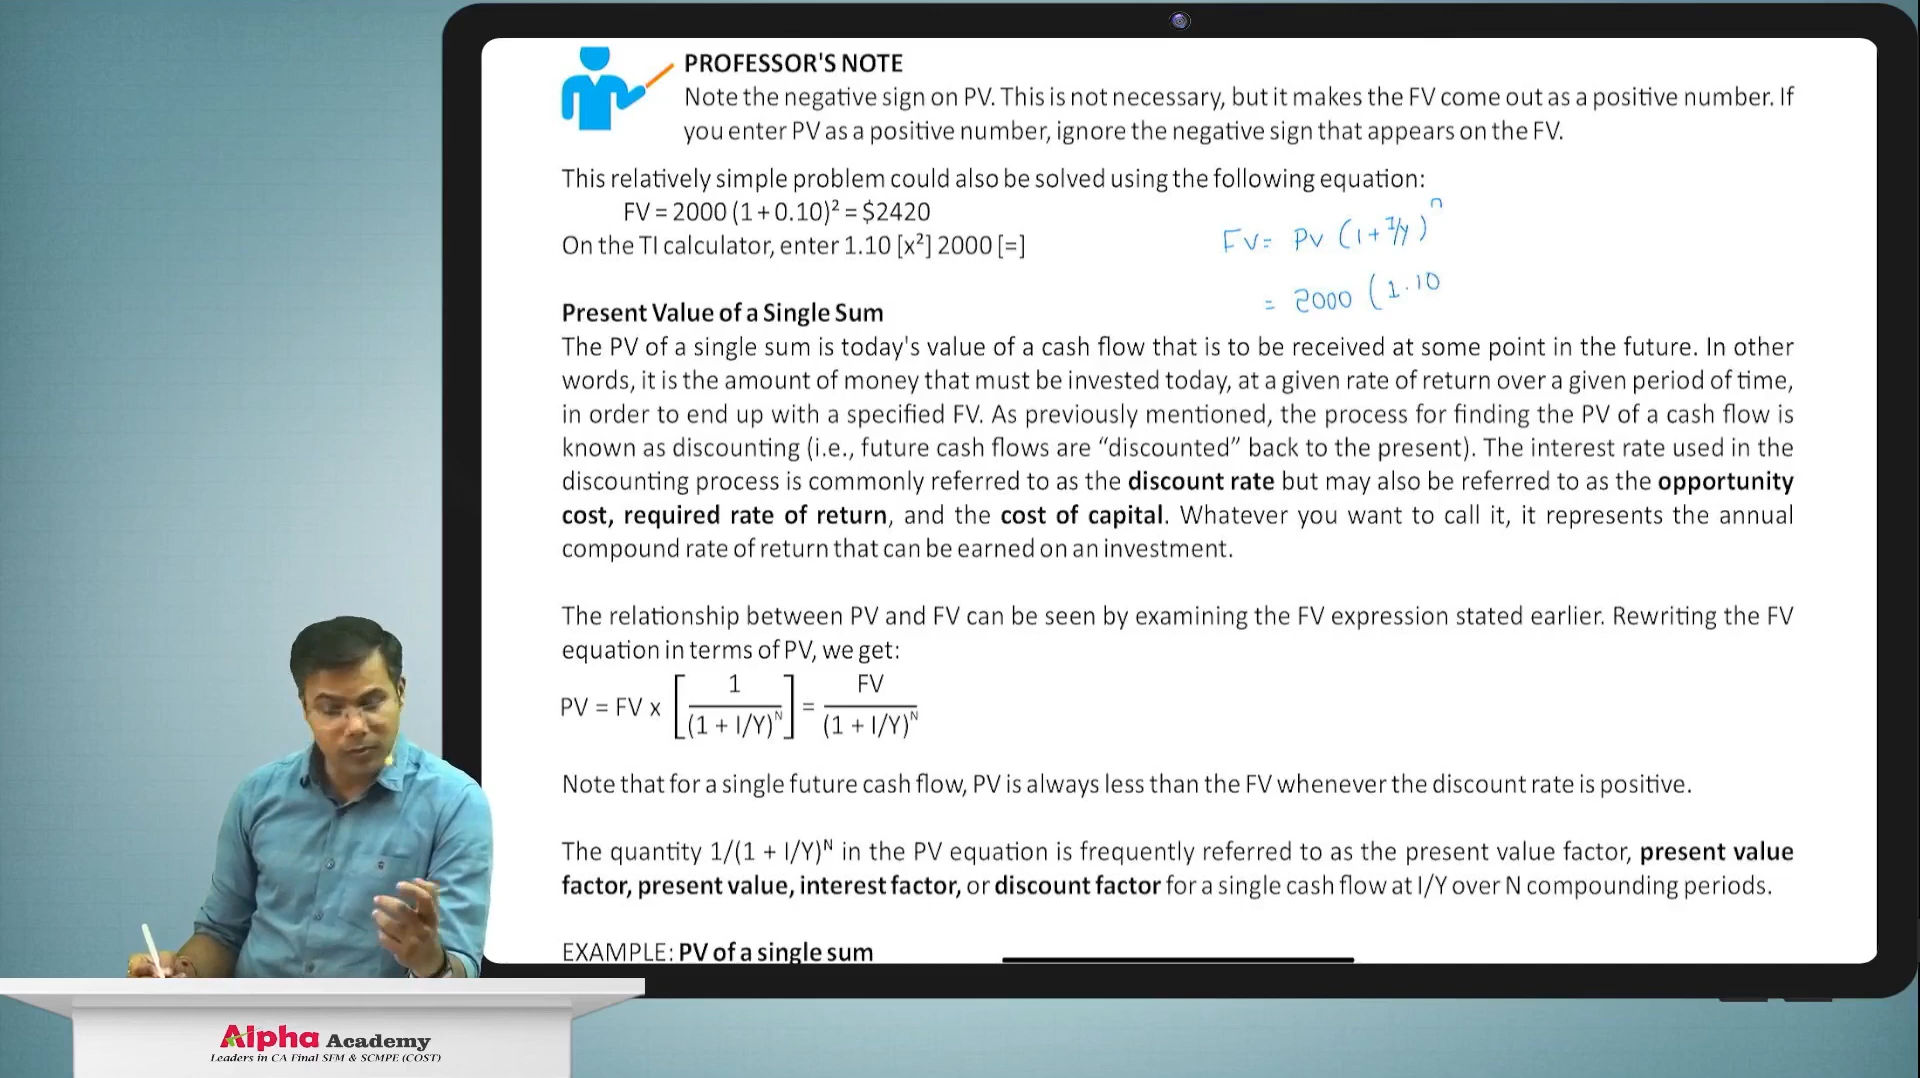 PROFESSOR'S NOTE
Note the negative sign on PV. This is not necessary, but it makes the FV come out as a positive number. If
you enter PV as a positive number, ignore the negative sign that appears on the FV.
This relatively simple problem could also be solved using the following equation:
FV = 2000 (1 + 0.10)² = $2420
On the TI calculator, enter 1.10 [x²] 2000 [=]
FV = PV (1 + I/Y)ⁿ
= 2000 (1.10
Present Value of a Single Sum
The PV of a single sum is today's value of a cash flow that is to be received at some point in the future. In other
words, it is the amount of money that must be invested today, at a given rate of return over a given period of time,
in order to end up with a specified FV. As previously mentioned, the process for finding the PV of a cash flow is
known as discounting (i.e., future cash flows are “discounted” back to the present). The interest rate used in the
discounting process is commonly referred to as the discount rate but may also be referred to as the opportunity
cost, required rate of return, and the cost of capital. Whatever you want to call it, it represents the annual
compound rate of return that can be earned on an investment.
The relationship between PV and FV can be seen by examining the FV expression stated earlier. Rewriting the FV
equation in terms of PV, we get:
PV = FV x [1 / (1 + I/Y)ᴺ] = FV / (1 + I/Y)ᴺ
Note that for a single future cash flow, PV is always less than the FV whenever the discount rate is positive.
The quantity 1/(1 + I/Y)ᴺ in the PV equation is frequently referred to as the present value factor, present value
factor, present value, interest factor, or discount factor for a single cash flow at I/Y over N compounding periods.
EXAMPLE: PV of a single sum
Alpha Academy
Leaders in CA Final SFM & SCMPE (COST)